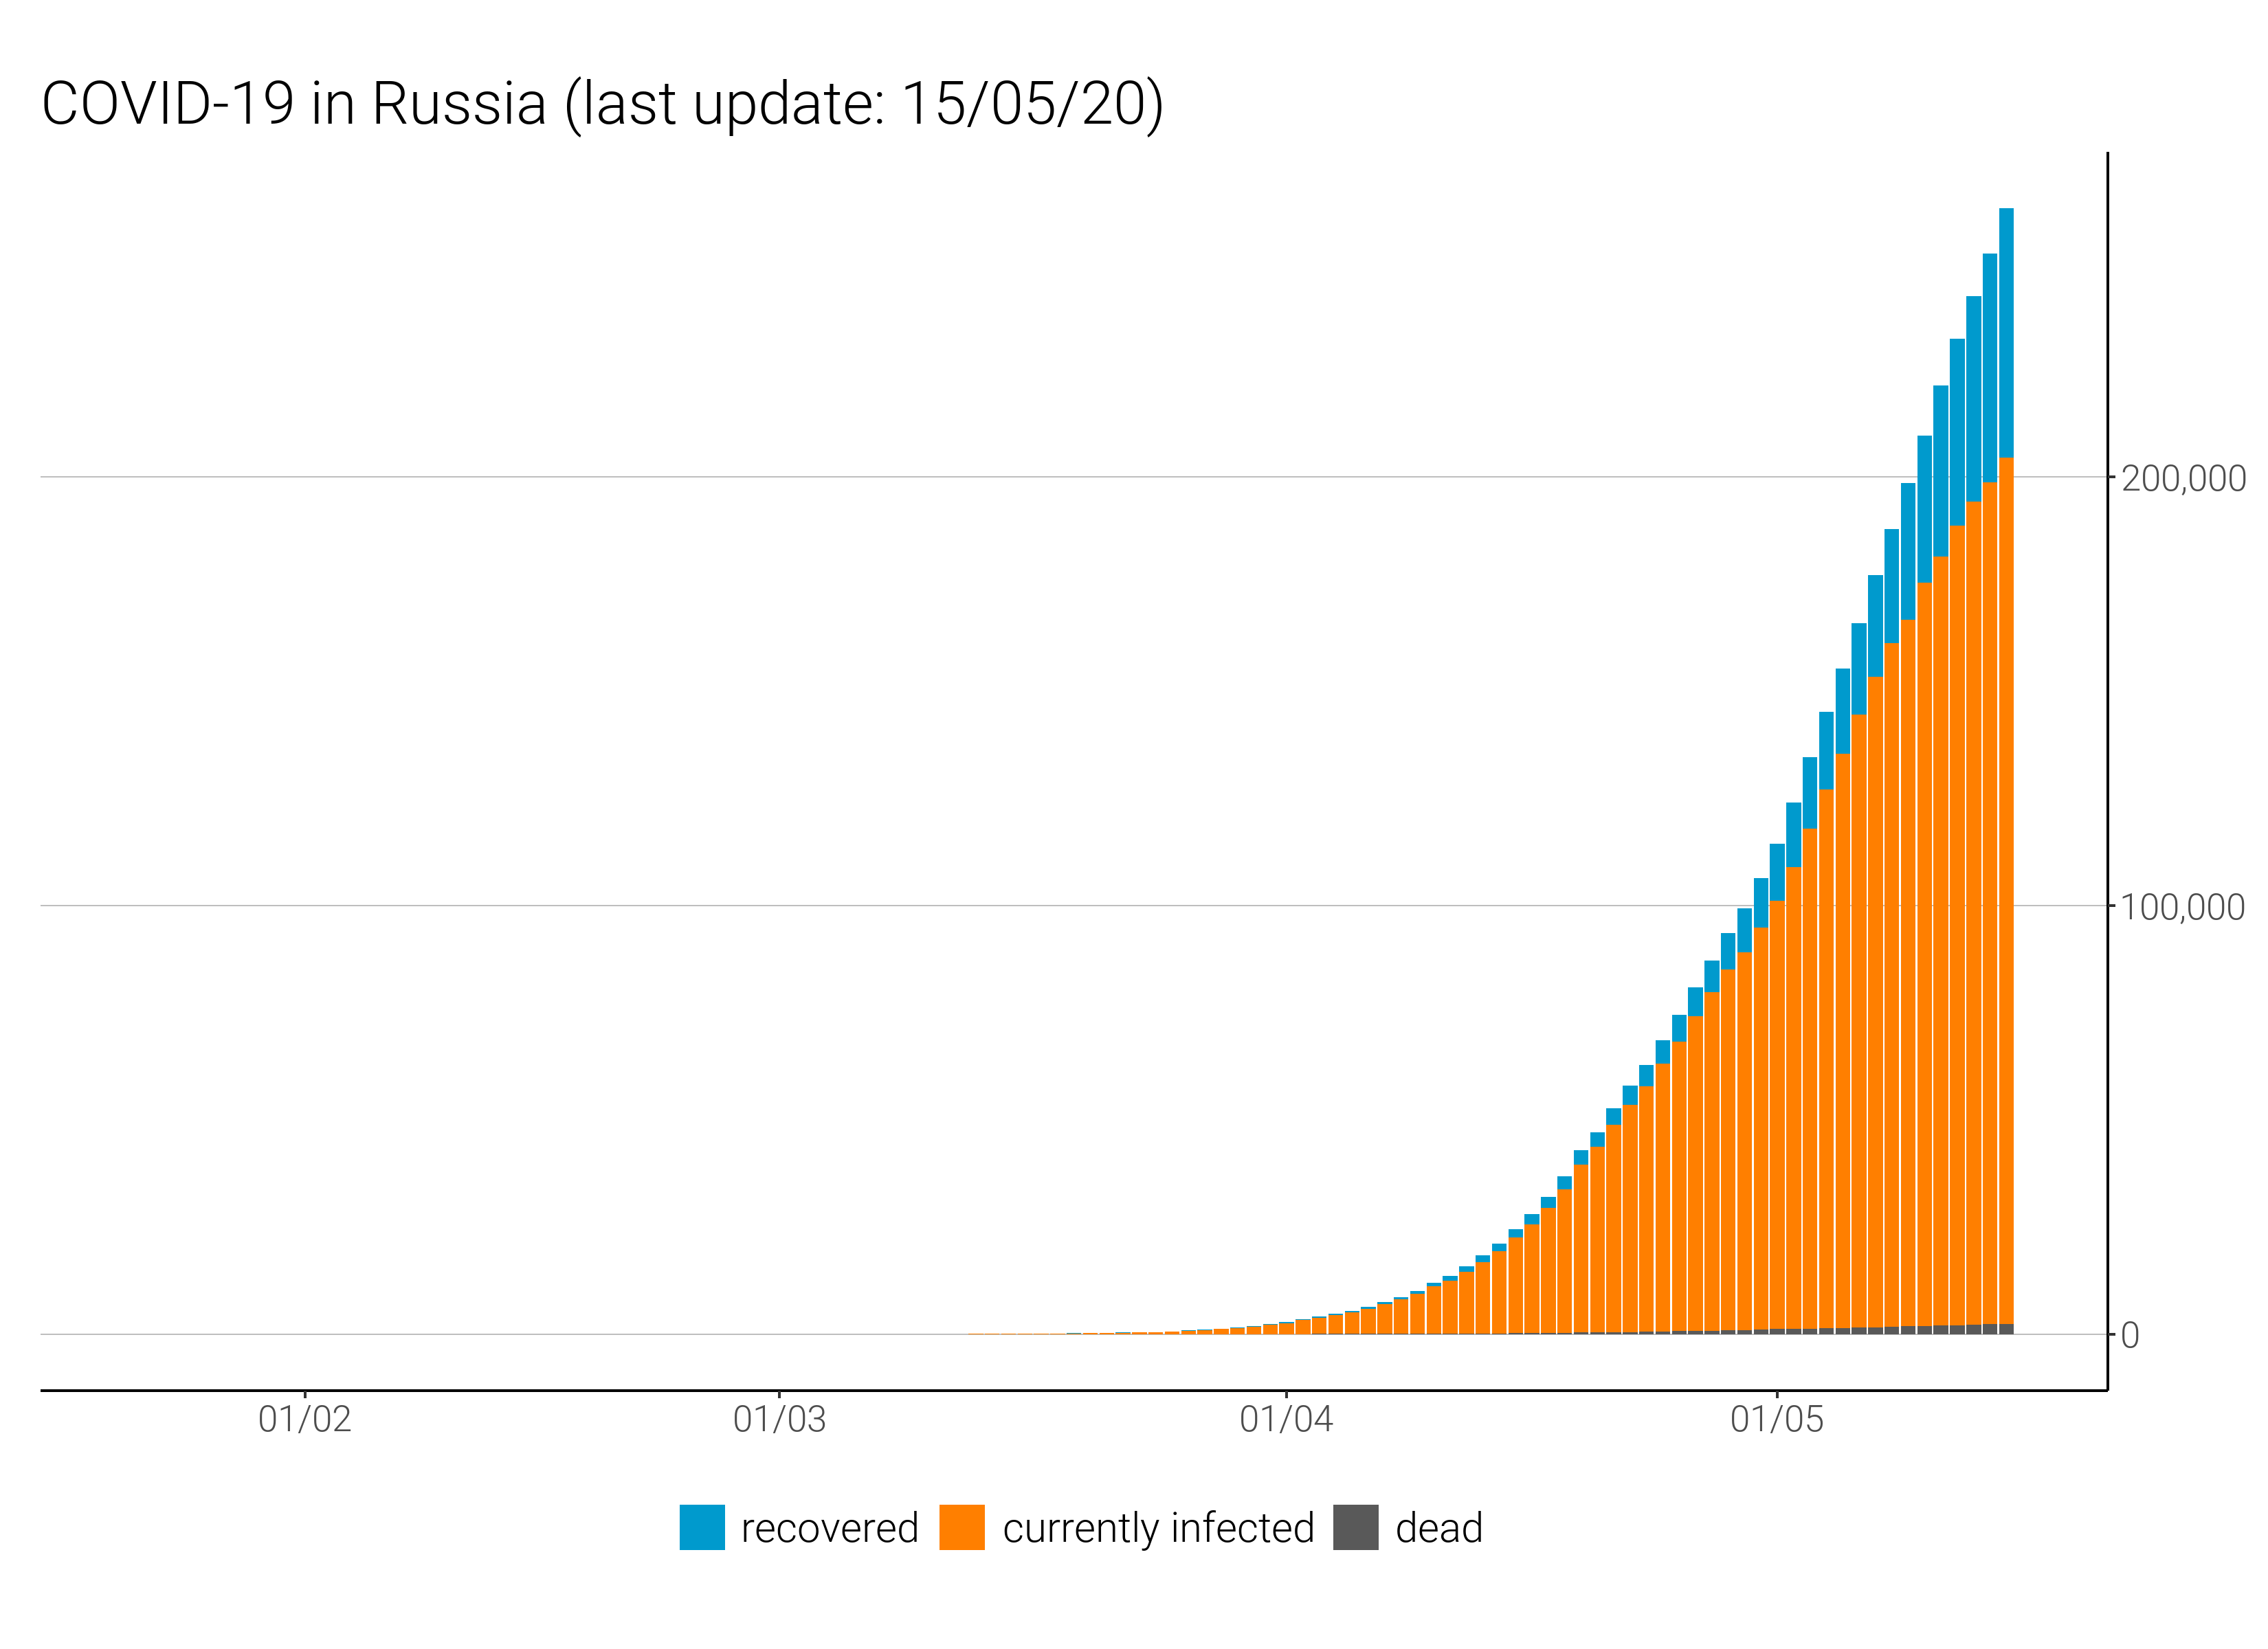 COVID-19 in Russia (last update: 15/05/20)
200,000
100,000
0
01/02 01/03 01/04 01/05
recovered currently infected dead